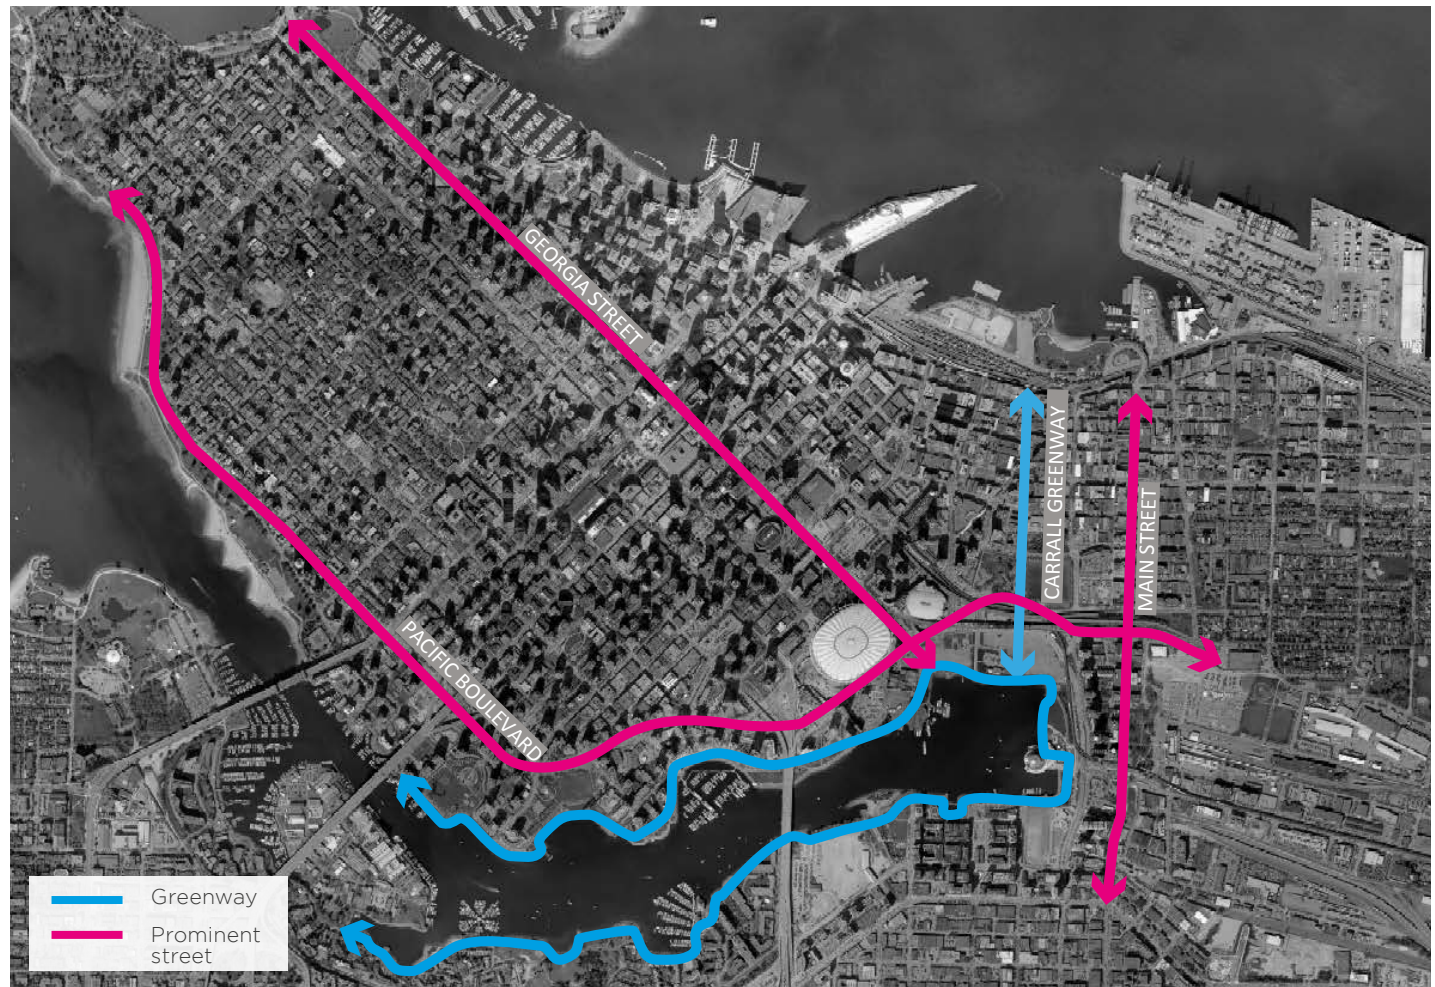 GEORGIA STREET
CARRALL GREENWAY
MAIN STREET
PACIFIC BOULEVARD
Greenway
Prominent
street